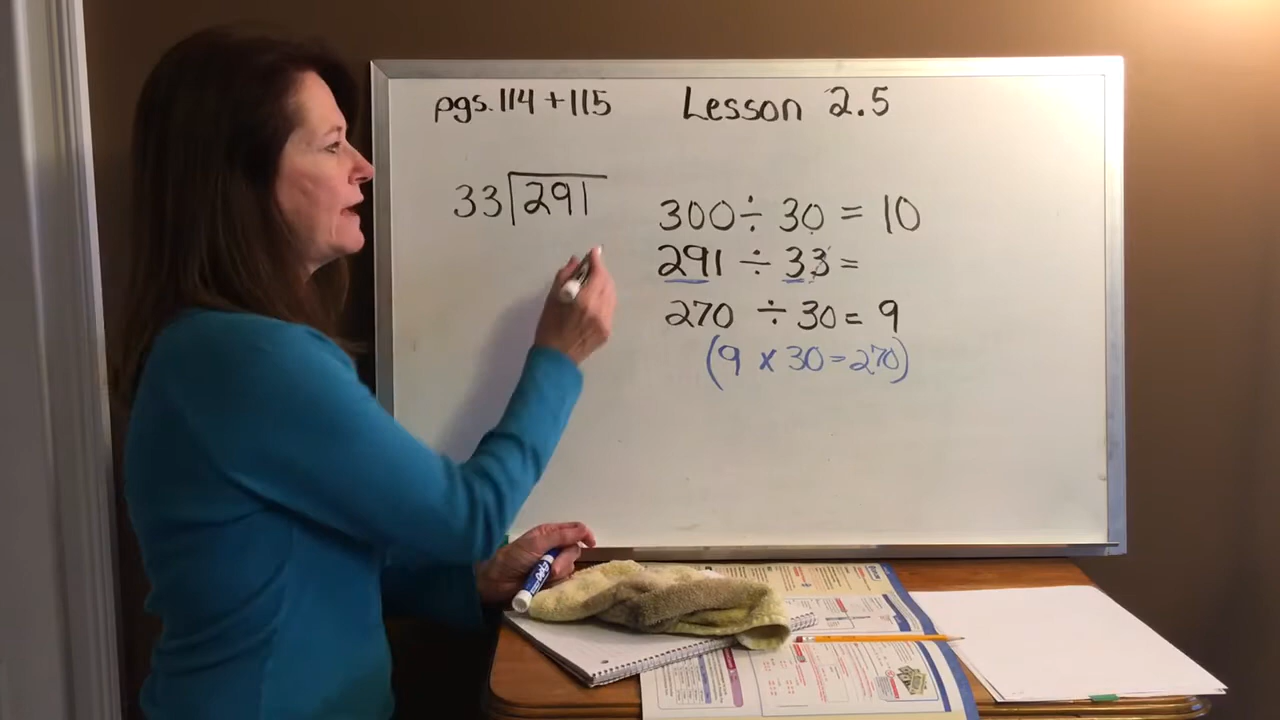 pgs. 114 + 115
Lesson 2.5
33 291
300 ÷ 30 = 10
291 ÷ 33 =
270 ÷ 30 = 9
(9 x 30 = 270)
EXPO